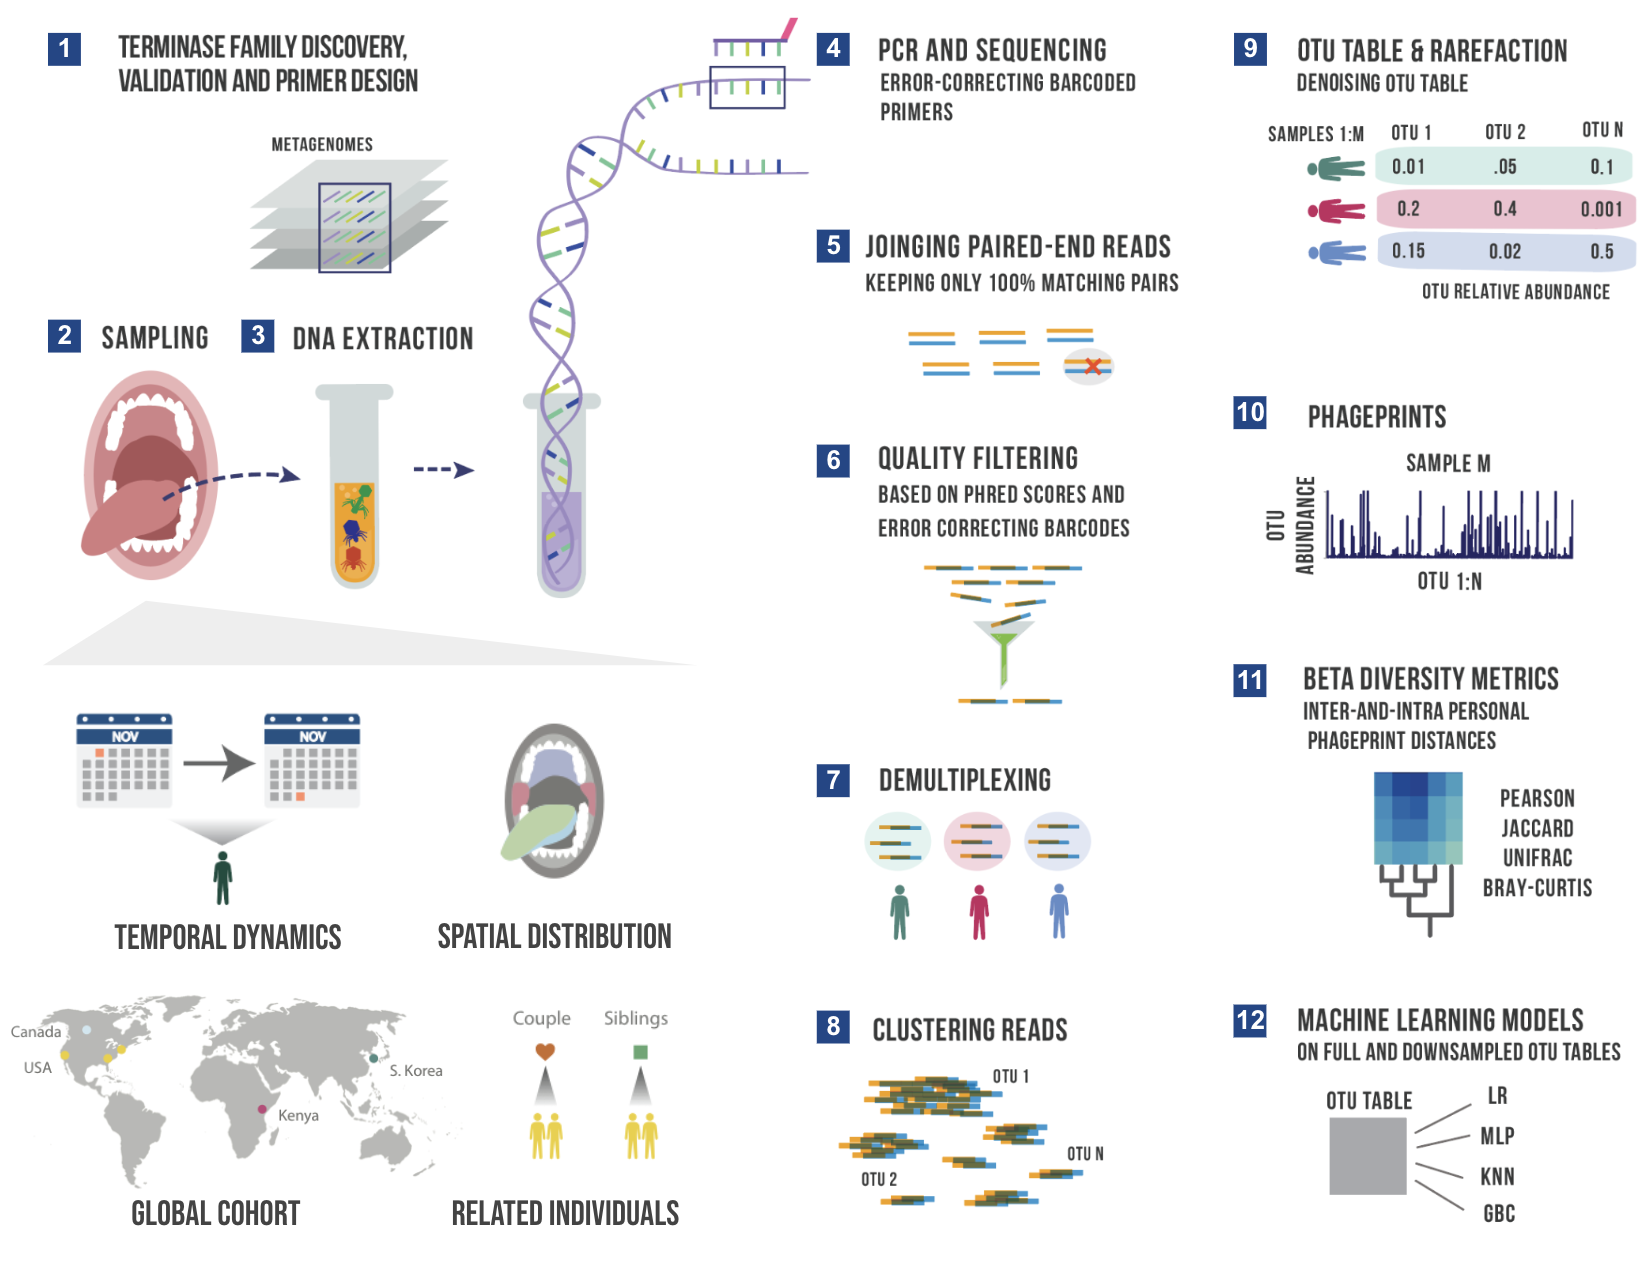 1
TERMINASE FAMILY DISCOVERY,
VALIDATION AND PRIMER DESIGN
METAGENOMES
2
SAMPLING
3
DNA EXTRACTION
NOV
NOV
TEMPORAL DYNAMICS
SPATIAL DISTRIBUTION
Canada
USA
S. Korea
Kenya
GLOBAL COHORT
Couple
Siblings
RELATED INDIVIDUALS
4
PCR AND SEQUENCING
ERROR-CORRECTING BARCODED
PRIMERS
5
JOINGING PAIRED-END READS
KEEPING ONLY 100% MATCHING PAIRS
6
QUALITY FILTERING
BASED ON PHRED SCORES AND
ERROR CORRECTING BARCODES
7
DEMULTIPLEXING
8
CLUSTERING READS
OTU 1
OTU N
OTU 2
9
OTU TABLE & RAREFACTION
DENOISING OTU TABLE
SAMPLES 1:M OTU 1 OTU 2 OTU N
0.01 .05 0.1
0.2 0.4 0.001
0.15 0.02 0.5
OTU RELATIVE ABUNDANCE
10
PHAGEPRINTS
SAMPLE M
OTU
ABUNDANCE
OTU 1:N
11
BETA DIVERSITY METRICS
INTER-AND-INTRA PERSONAL
PHAGEPRINT DISTANCES
PEARSON
JACCARD
UNIFRAC
BRAY-CURTIS
12
MACHINE LEARNING MODELS
ON FULL AND DOWNSAMPLED OTU TABLES
OTU TABLE
LR
MLP
KNN
GBC